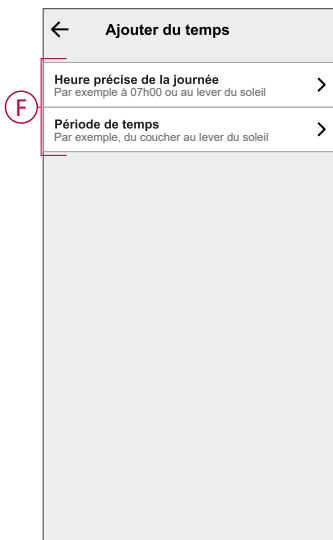 Ajouter du temps
Heure précise de la journée
Par exemple à 07h00 ou au lever du soleil
F
Période de temps
Par exemple, du coucher au lever du soleil